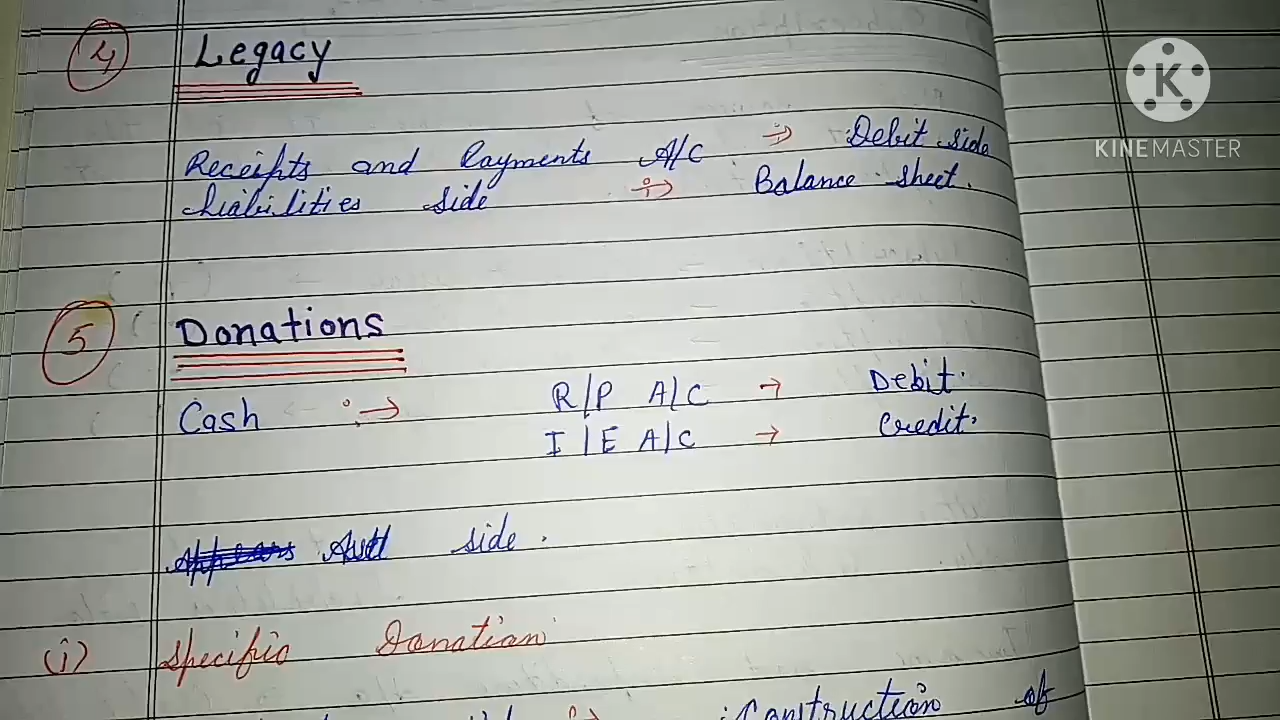 4 Legacy
K
KINEMASTER
Receipts and Payments A/C → Debit side
Liabilities side → Balance sheet.
5 Donations
Cash :→ R/P A/C → Debit.
I/E A/C → Credit.
side.
(i) Specific Donation
Construction of